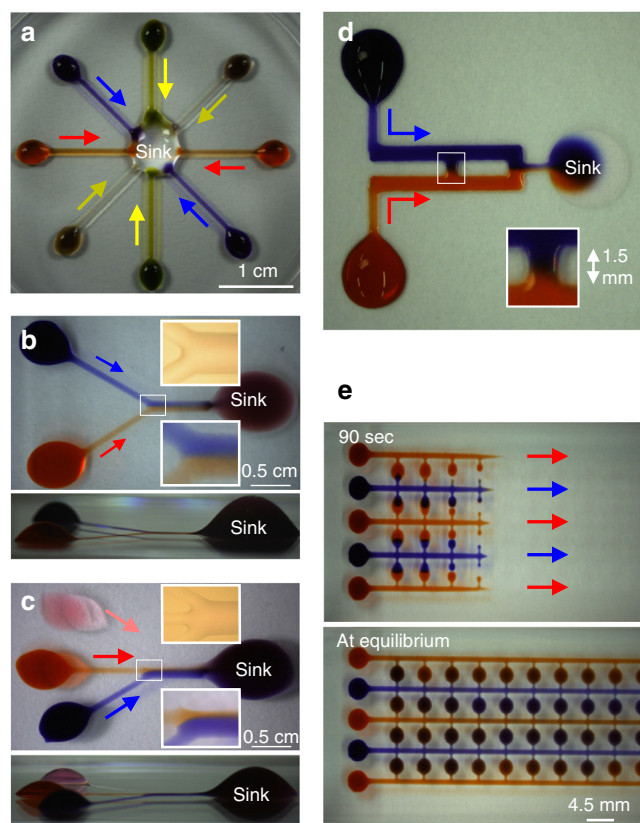 a
Sink
1 cm
b
Sink
0.5 cm
Sink
c
Sink
0.5 cm
Sink
d
Sink
1.5
mm
e
90 sec
At equilibrium
4.5 mm